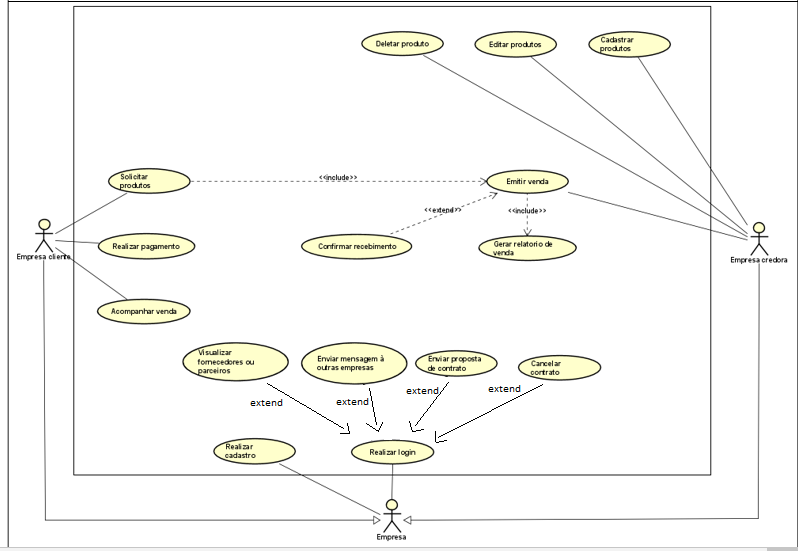 Deletar produto
Editar produtos
Cadastrar
produtos
Solicitar
produtos
<<include>>
Emitir venda
<<extend>>
<<include>>
Empresa cliente
Realizar pagamento
Confirmar recebimento
Gerar relatorio de
venda
Empresa credora
Acompanhar venda
Visualizar
fornecedores ou
parceiros
Enviar mensagem à
outras empresas
Enviar proposta
de contrato
Cancelar
contrato
extend
extend
extend
extend
Realizar
cadastro
Realizar login
Empresa